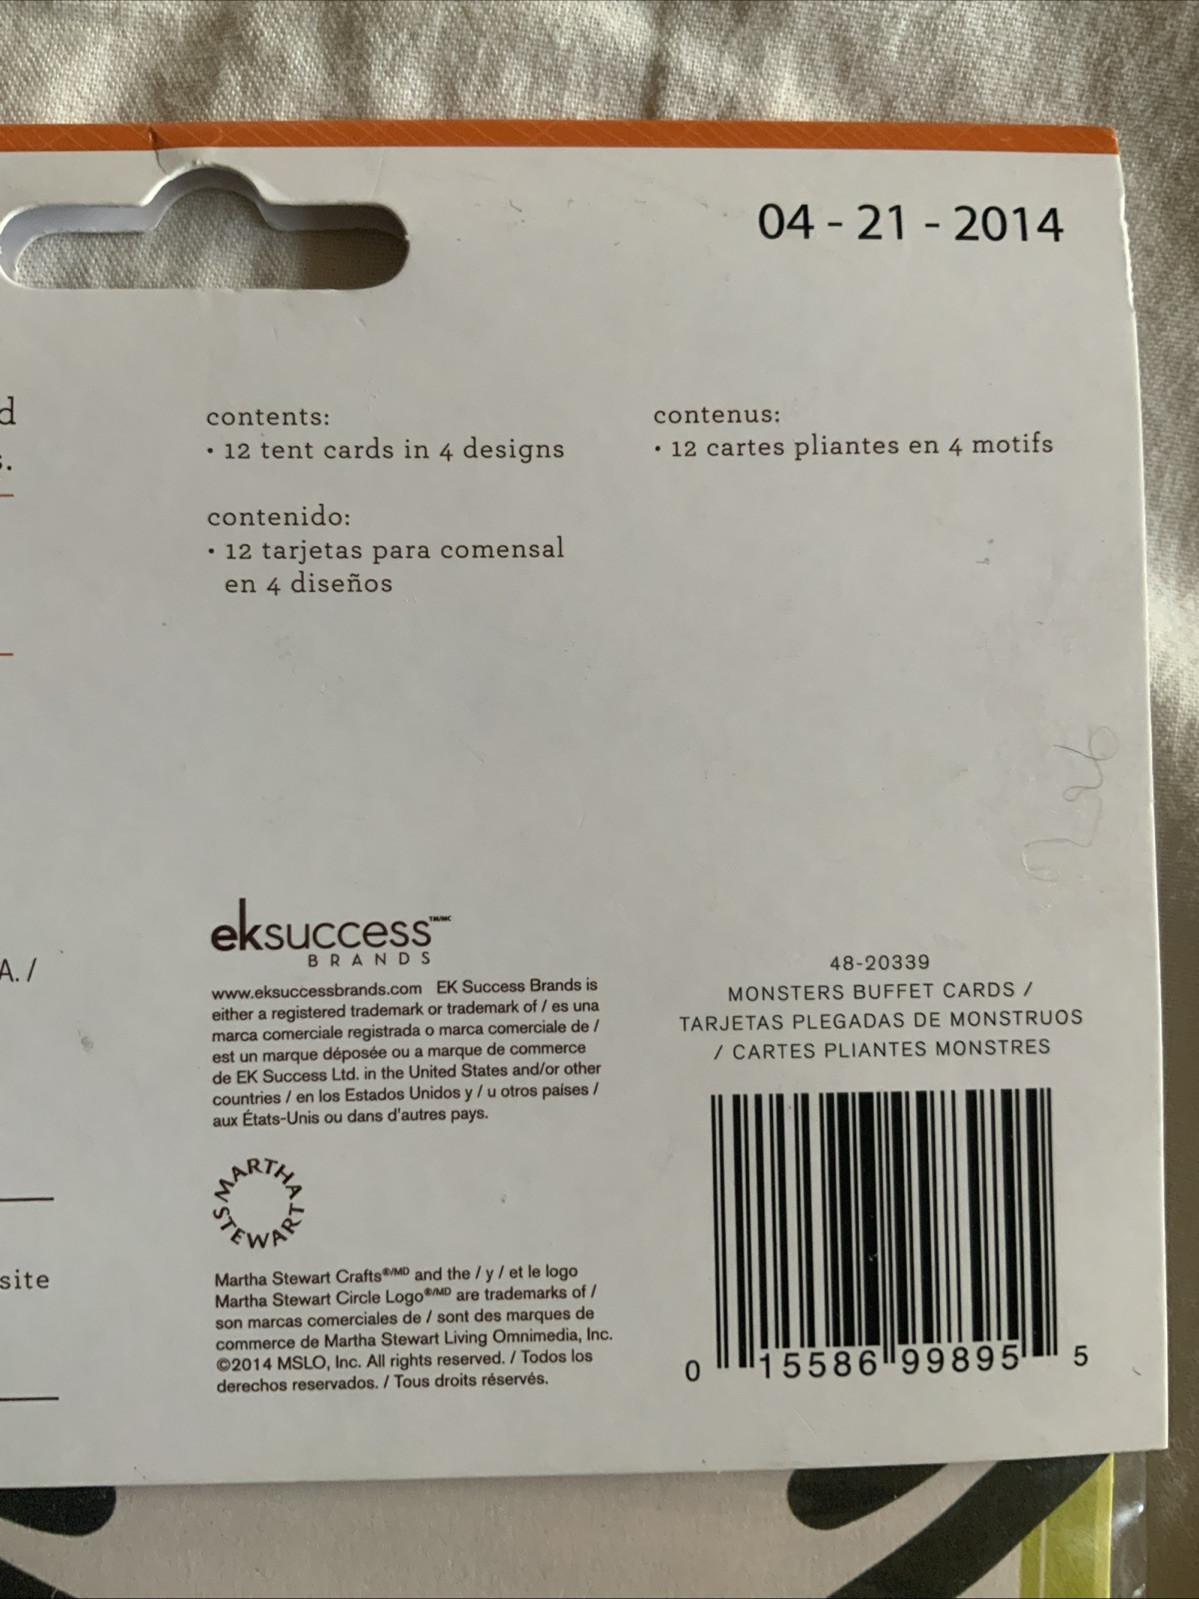 04 - 21 - 2014
d
s.
contents:
• 12 tent cards in 4 designs
contenido:
• 12 tarjetas para comensal
en 4 diseños
contenus:
• 12 cartes pliantes en 4 motifs
A. /
site
eksuccess™/MC
BRANDS
www.eksuccessbrands.com EK Success Brands is
either a registered trademark or trademark of / es una
marca comerciale registrada o marca comerciale de /
est un marque déposée ou a marque de commerce
de EK Success Ltd. in the United States and/or other
countries / en los Estados Unidos y / u otros países /
aux États-Unis ou dans d'autres pays.
MARTHA
STEWART
Martha Stewart Crafts®/MD and the / y / et le logo
Martha Stewart Circle Logo®/MD are trademarks of /
son marcas comerciales de / sont des marques de
commerce de Martha Stewart Living Omnimedia, Inc.
©2014 MSLO, Inc. All rights reserved. / Todos los
derechos reservados. / Tous droits réservés.
48-20339
MONSTERS BUFFET CARDS /
TARJETAS PLEGADAS DE MONSTRUOS
/ CARTES PLIANTES MONSTRES
0 15586 99895 5